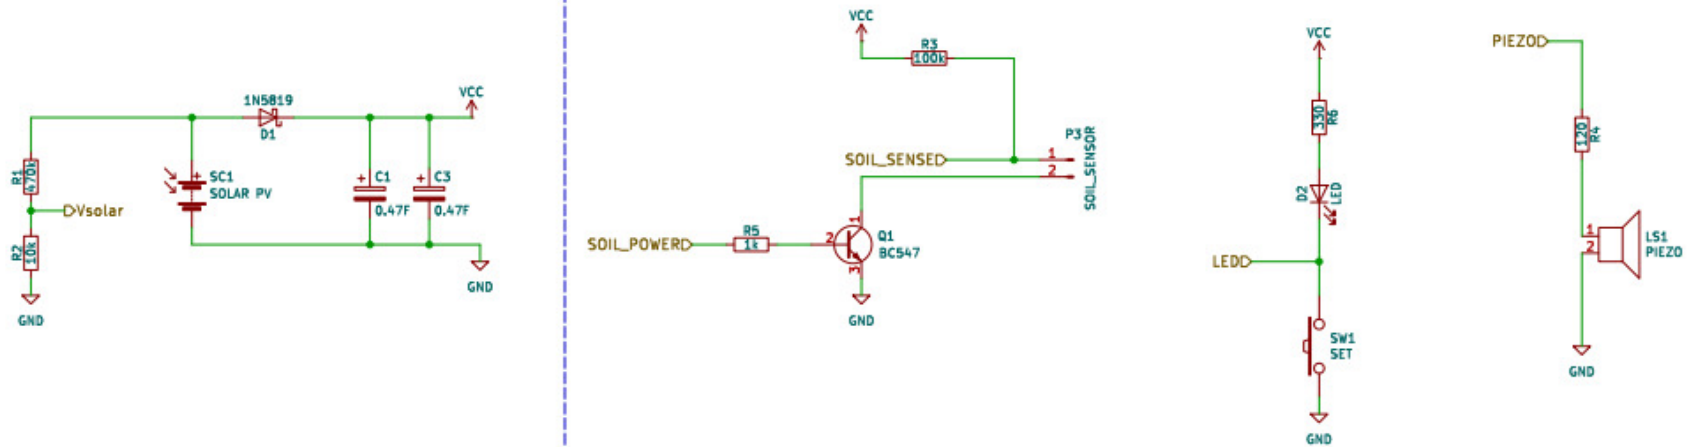 1N5819
D1
VCC
R1
470k
SC1
SOLAR PV
+
C1
0.47F
+
C3
0.47F
Vsolar
R2
10k
GND
GND
VCC
R3
100k
SOIL_SENSE
P3
1
2
SOIL_SENSOR
SOIL_POWER
R5
1k
1
2
3
Q1
BC547
GND
VCC
330
R6
D2
LED
LED
SW1
SET
GND
PIEZO
120
R4
1
2
LS1
PIEZO
GND